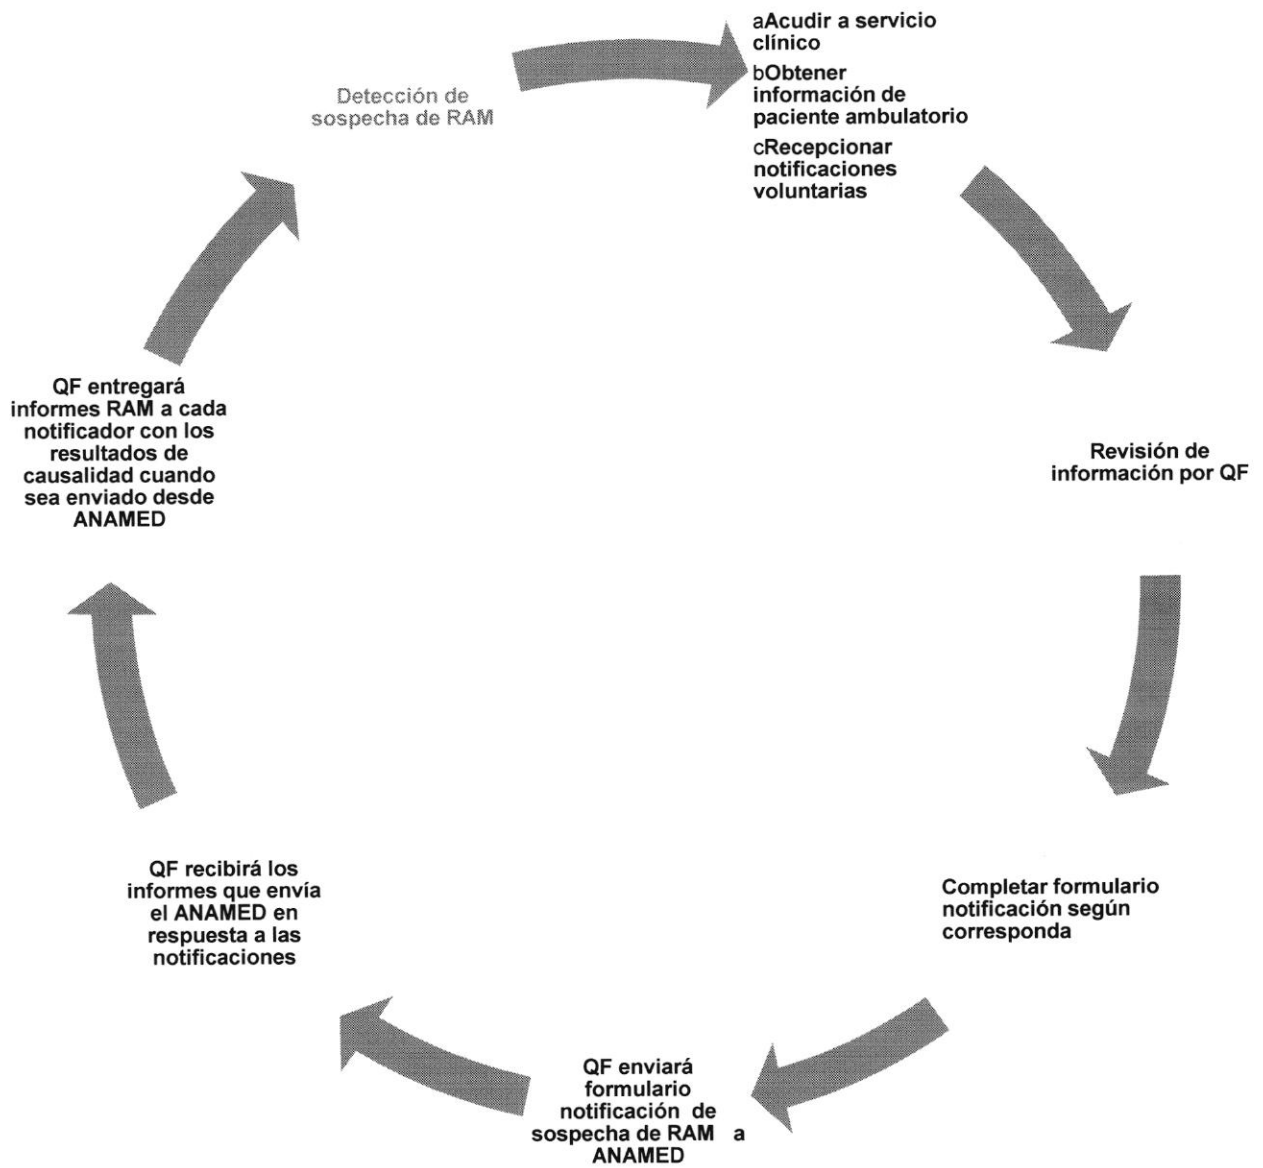 Detección de
sospecha de RAM
aAcudir a servicio
clínico
bObtener
información de
paciente ambulatorio
cRecepcionar
notificaciones
voluntarias
Revisión de
información por QF
Completar formulario
notificación según
corresponda
QF enviará
formulario
notificación de
sospecha de RAM a
ANAMED
QF recibirá los
informes que envía
el ANAMED en
respuesta a las
notificaciones
QF entregará
informes RAM a cada
notificador con los
resultados de
causalidad cuando
sea enviado desde
ANAMED